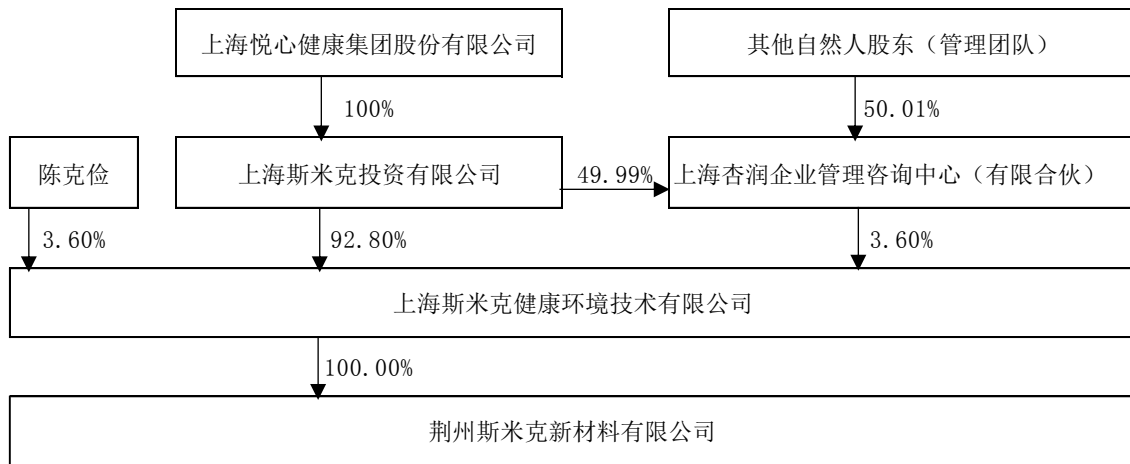 上海悦心健康集团股份有限公司
其他自然人股东（管理团队）
100%
50.01%
陈克俭
上海斯米克投资有限公司
49.99%
上海杏润企业管理咨询中心（有限合伙）
3.60%
92.80%
3.60%
上海斯米克健康环境技术有限公司
100.00%
荆州斯米克新材料有限公司